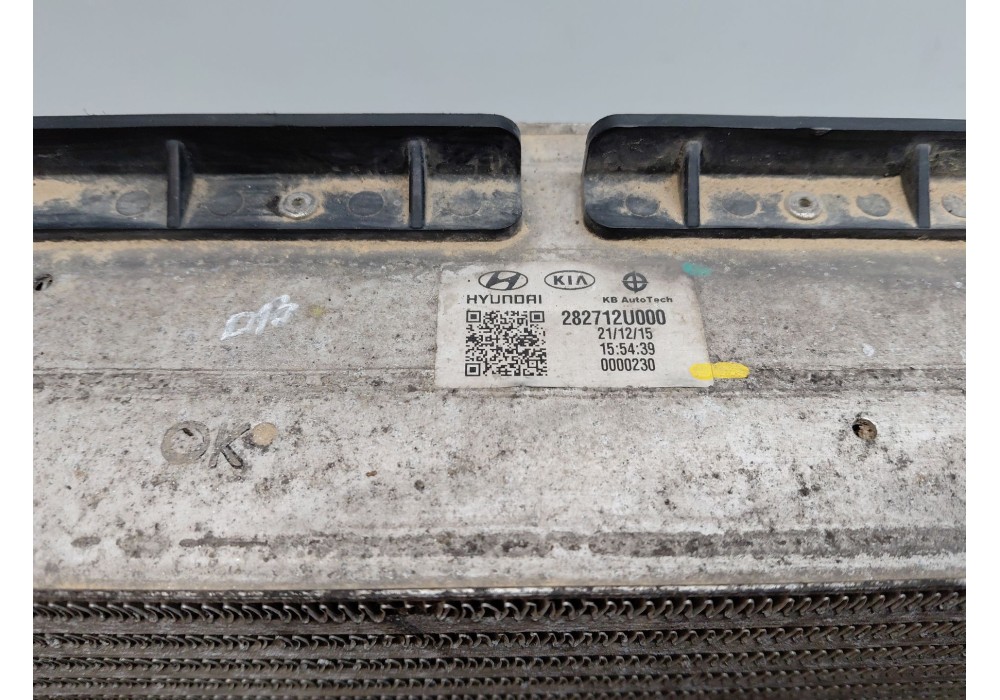 HYUNDAI
KIA
KB AutoTech
282712U000
21/12/15
15:54:39
0000230
OK